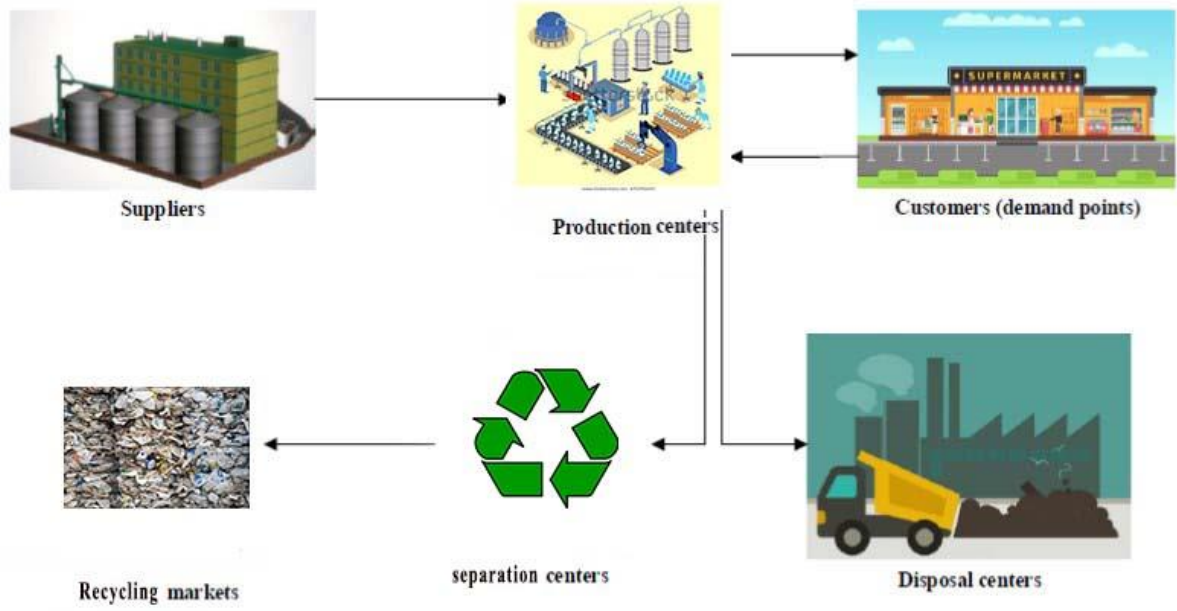 SUPERMARKET
Suppliers
Production centers
Customers (demand points)
Recycling markets
separation centers
Disposal centers